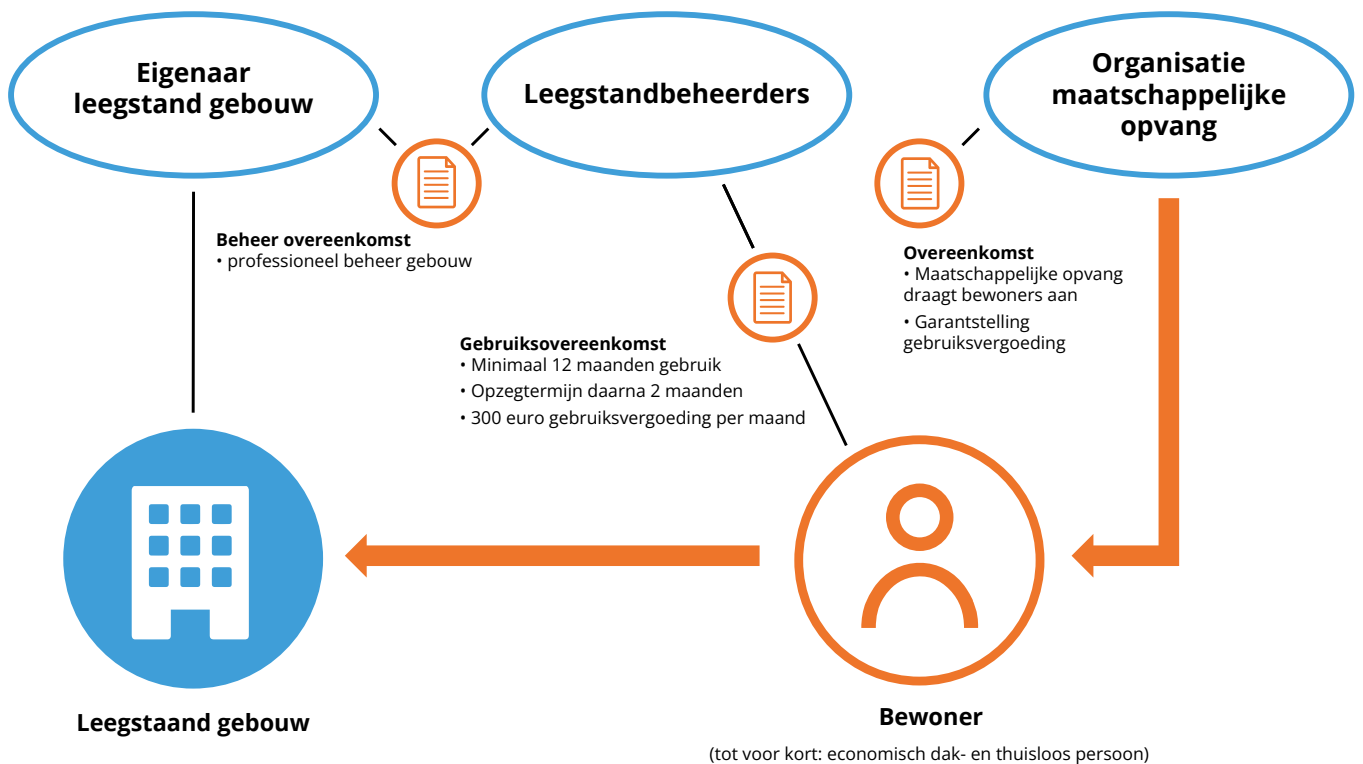 Eigenaar
leegstand gebouw
Leegstandbeheerders
Organisatie
maatschappelijke
opvang
Beheer overeenkomst
• professioneel beheer gebouw
Overeenkomst
• Maatschappelijke opvang
draagt bewoners aan
• Garantstelling
gebruiksvergoeding
Gebruiksovereenkomst
• Minimaal 12 maanden gebruik
• Opzegtermijn daarna 2 maanden
• 300 euro gebruiksvergoeding per maand
Leegstaand gebouw
Bewoner
(tot voor kort: economisch dak- en thuisloos persoon)